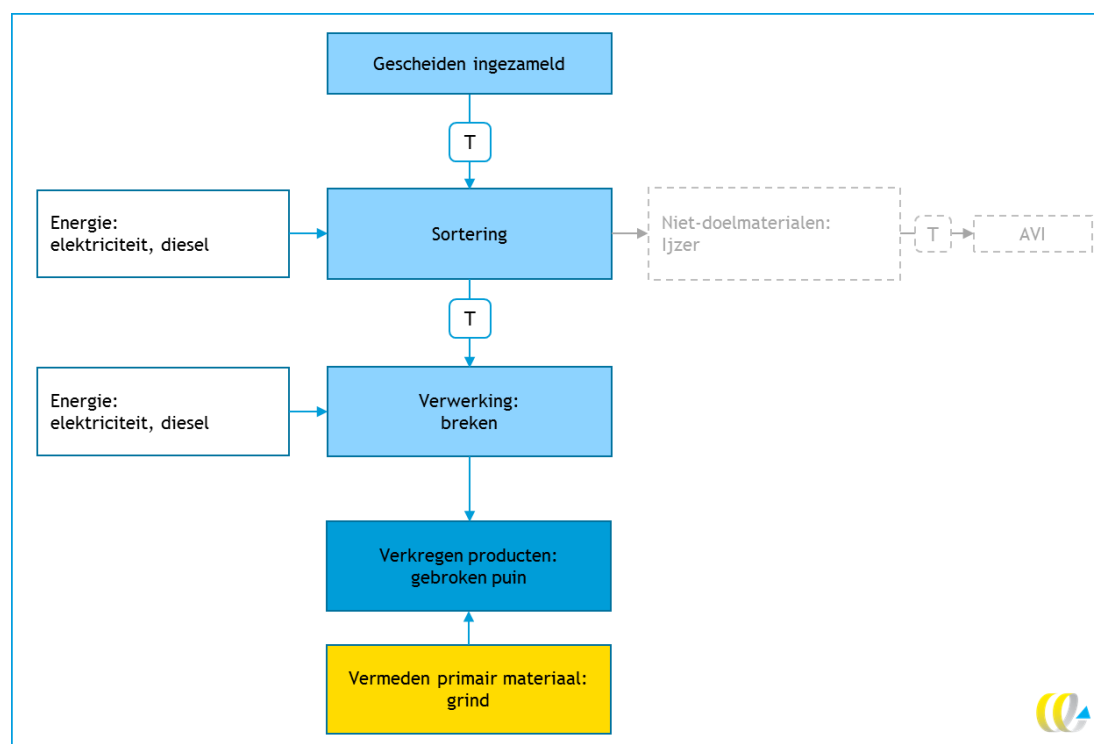 Gescheiden ingezameld
T
Energie:
elektriciteit, diesel
Sortering
Niet-doelmaterialen:
Ijzer
T
AVI
T
Energie:
elektriciteit, diesel
Verwerking:
breken
Verkregen producten:
gebroken puin
Vermeden primair materiaal:
grind